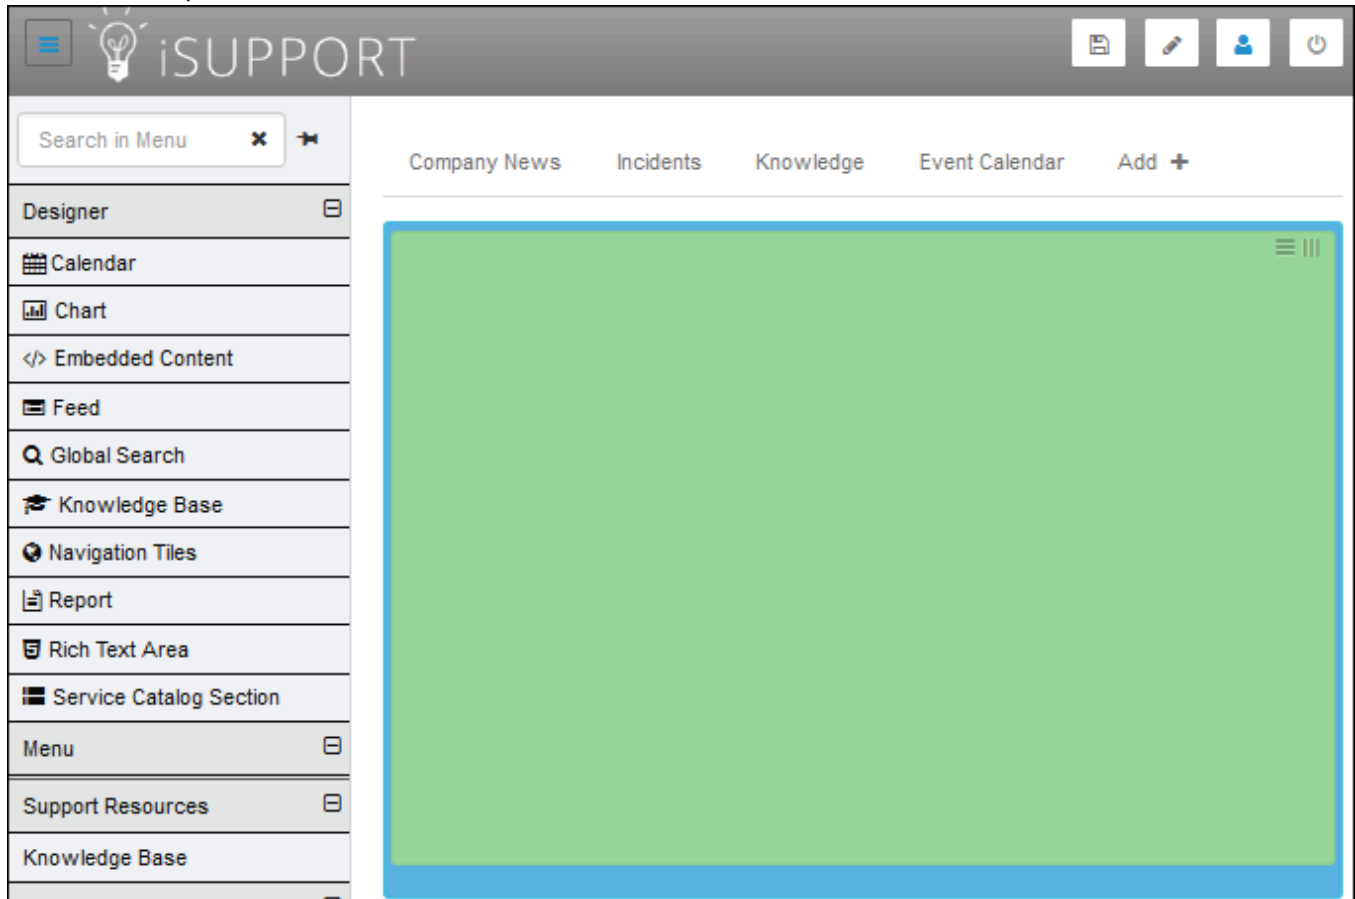 iSUPPORT
Search in Menu
Company News Incidents Knowledge Event Calendar Add +
Designer
Calendar
Chart
</> Embedded Content
Feed
Global Search
Knowledge Base
Navigation Tiles
Report
Rich Text Area
Service Catalog Section
Menu
Support Resources
Knowledge Base